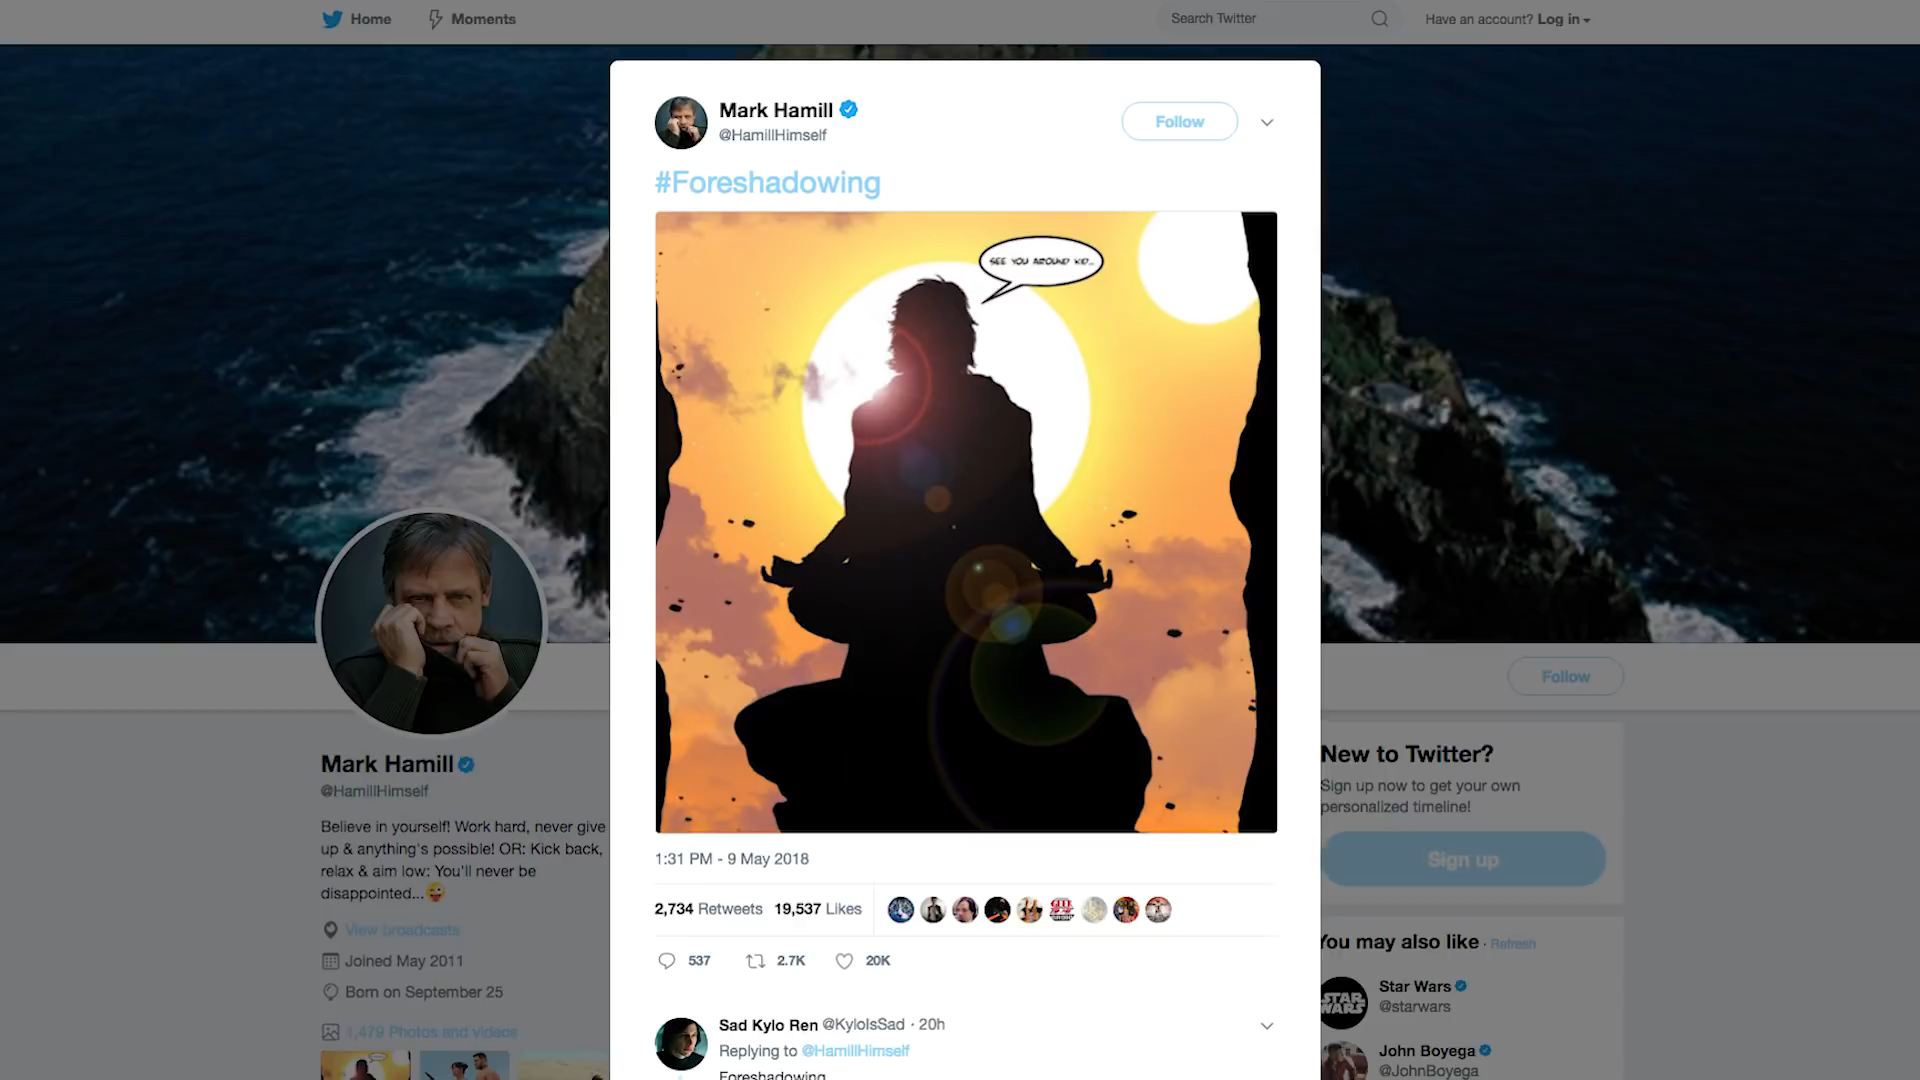 Home
Moments
Search Twitter
Have an account? Log in
Mark Hamill
@HamillHimself
Follow
#Foreshadowing
SEE YOU AROUND KID...
1:31 PM - 9 May 2018
2,734 Retweets 19,537 Likes
537
2.7K
20K
Sad Kylo Ren @KyloIsSad · 20h
Replying to @HamillHimself
Foreshadowing
Mark Hamill
@HamillHimself
Believe in yourself! Work hard, never give
up & anything's possible! OR: Kick back,
relax & aim low: You'll never be
disappointed...
View broadcasts
Joined May 2011
Born on September 25
1,479 Photos and videos
Follow
New to Twitter?
Sign up now to get your own
personalized timeline!
Sign up
You may also like · Refresh
STAR WARS
Star Wars
@starwars
John Boyega
@JohnBoyega